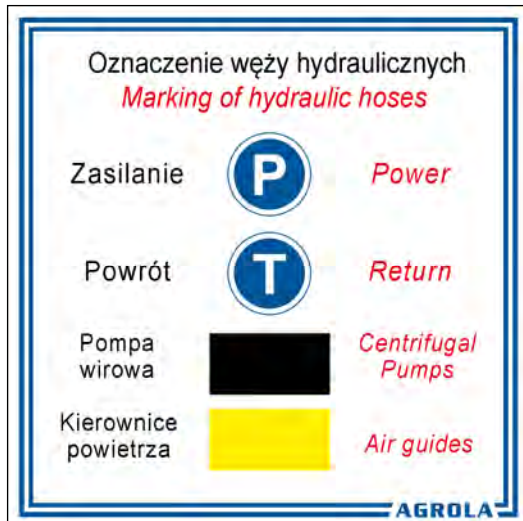 Oznaczenie węży hydraulicznych
Marking of hydraulic hoses
Zasilanie P Power
Powrót T Return
Pompa wirowa Centrifugal Pumps
Kierownice powietrza Air guides
AGROLA